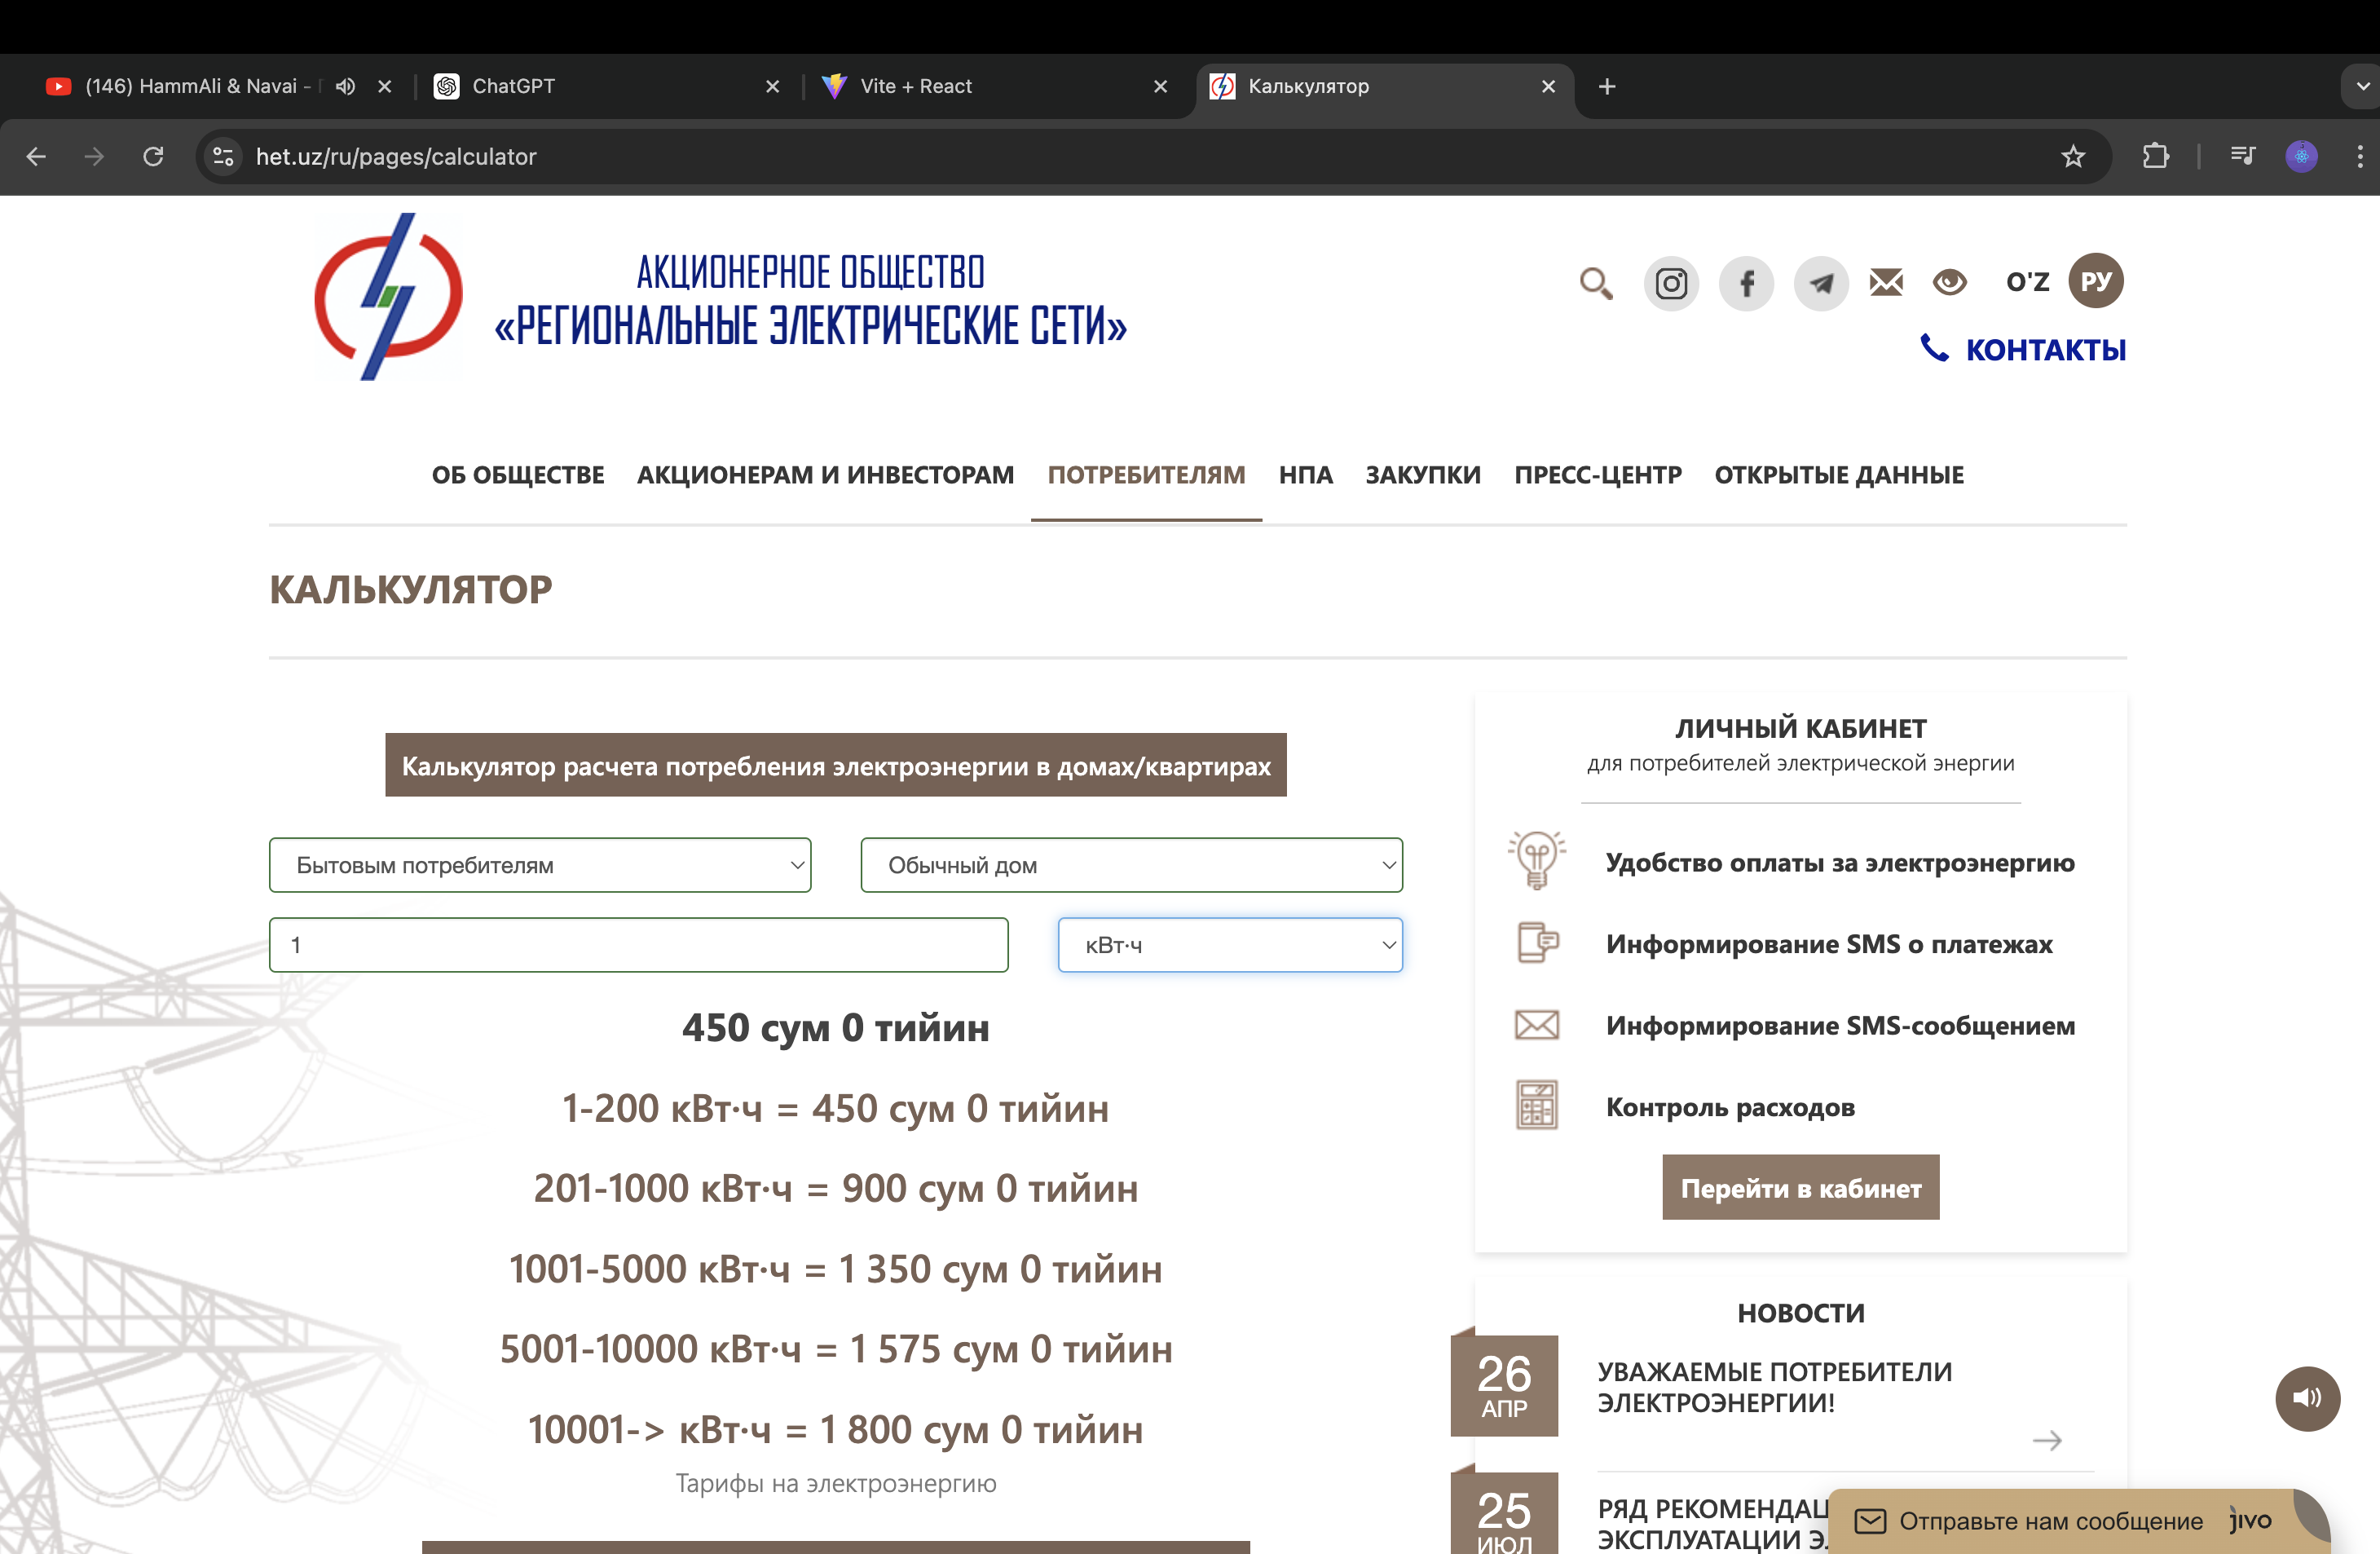 (146) HammAli & Navai -
ChatGPT
Vite + React
Калькулятор
het.uz/ru/pages/calculator
АКЦИОНЕРНОЕ ОБЩЕСТВО
«РЕГИОНАЛЬНЫЕ ЭЛЕКТРИЧЕСКИЕ СЕТИ»
O'Z
РУ
КОНТАКТЫ
ОБ ОБЩЕСТВЕ АКЦИОНЕРАМ И ИНВЕСТОРАМ ПОТРЕБИТЕЛЯМ НПА ЗАКУПКИ ПРЕСС-ЦЕНТР ОТКРЫТЫЕ ДАННЫЕ
КАЛЬКУЛЯТОР
Калькулятор расчета потребления электроэнергии в домах/квартирах
Бытовым потребителям
Обычный дом
1
кВт·ч
450 сум 0 тийин
1-200 кВт·ч = 450 сум 0 тийин
201-1000 кВт·ч = 900 сум 0 тийин
1001-5000 кВт·ч = 1 350 сум 0 тийин
5001-10000 кВт·ч = 1 575 сум 0 тийин
10001-> кВт·ч = 1 800 сум 0 тийин
Тарифы на электроэнергию
ЛИЧНЫЙ КАБИНЕТ
для потребителей электрической энергии
Удобство оплаты за электроэнергию
Информирование SMS о платежах
Информирование SMS-сообщением
Контроль расходов
Перейти в кабинет
НОВОСТИ
26
АПР
УВАЖАЕМЫЕ ПОТРЕБИТЕЛИ
ЭЛЕКТРОЭНЕРГИИ!
25
ИЮЛ
РЯД
ЭКСПЛУАТАЦИИ
Отправьте нам сообщение
jivo